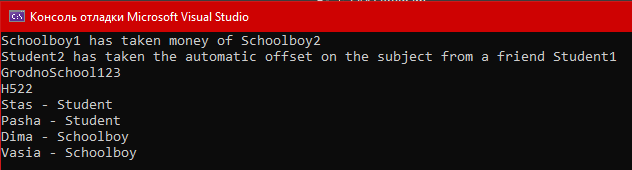 Консоль отладки Microsoft Visual Studio
Schoolboy1 has taken money of Schoolboy2
Student2 has taken the automatic offset on the subject from a friend Student1
GrodnoSchool123
H522
Stas - Student
Pasha - Student
Dima - Schoolboy
Vasia - Schoolboy